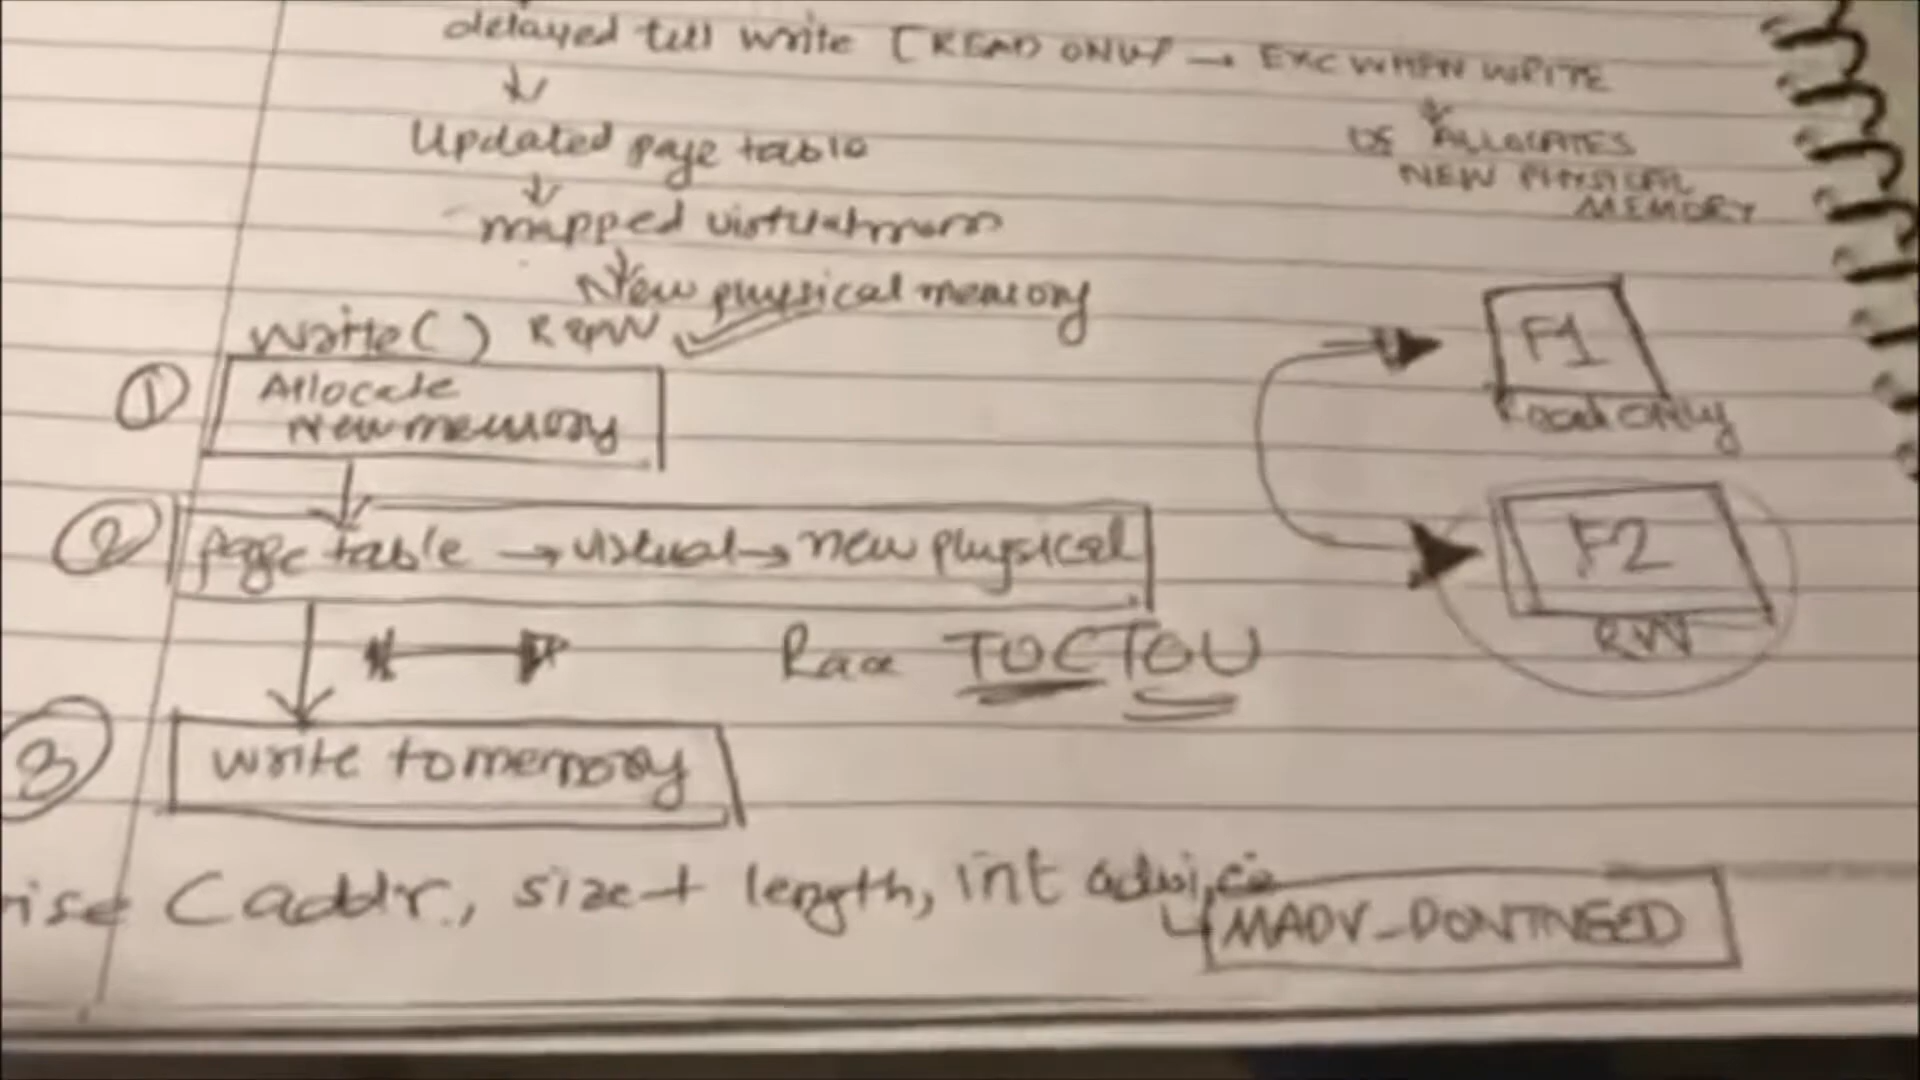 delayed till write [READ ONLY → EXC WHEN WRITE
↓
OS ALLOCATES
NEW PHYSICAL
MEMORY
Updated page table
↓
mapped virtual mem
↓
New physical memory
write()
① Allocate
New memory
F1
Read only
② page table → virtual → new physical
F2
RW
Race TOCTOU
③ write to memory
ise (addr, size_t length, int advice
MADV_DONTNEED